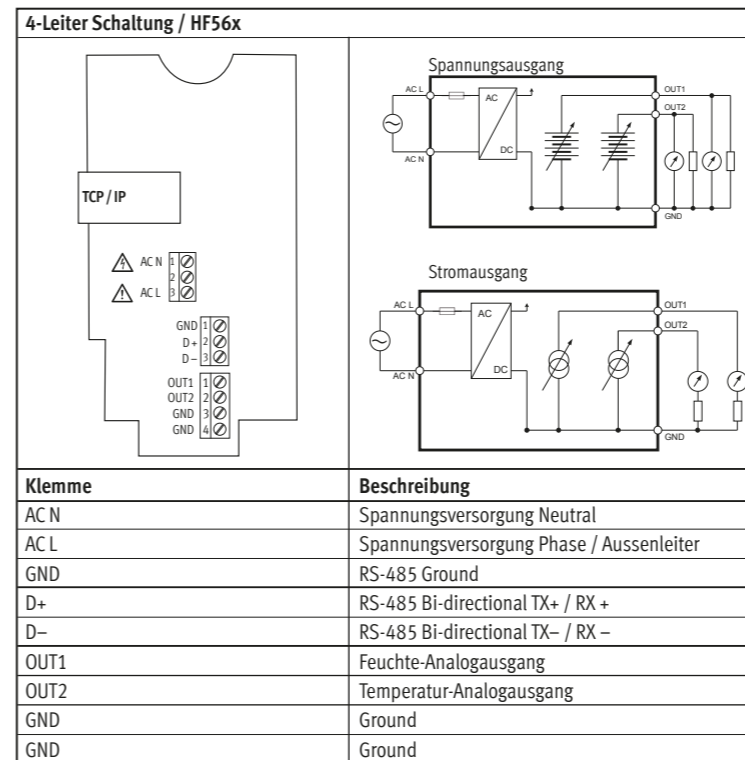 4-Leiter Schaltung / HF56x
TCP / IP
AC N 1
2
AC L 3
GND 1
D+ 2
D– 3
OUT1 1
OUT2 2
GND 3
GND 4
Spannungsausgang
AC L
AC
DC
AC N
OUT1
OUT2
GND
Stromausgang
AC L
AC
DC
AC N
OUT1
OUT2
GND
Klemme Beschreibung
AC N Spannungsversorgung Neutral
AC L Spannungsversorgung Phase / Aussenleiter
GND RS-485 Ground
D+ RS-485 Bi-directional TX+ / RX +
D– RS-485 Bi-directional TX– / RX –
OUT1 Feuchte-Analogausgang
OUT2 Temperatur-Analogausgang
GND Ground
GND Ground